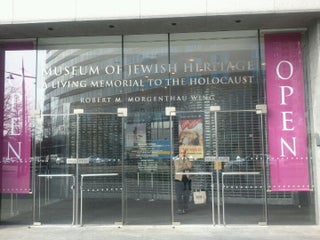 MUSEUM OF JEWISH HERITAGE
A LIVING MEMORIAL TO THE HOLOCAUST
ROBERT M. MORGENTHAU WING
OPEN
OPEN